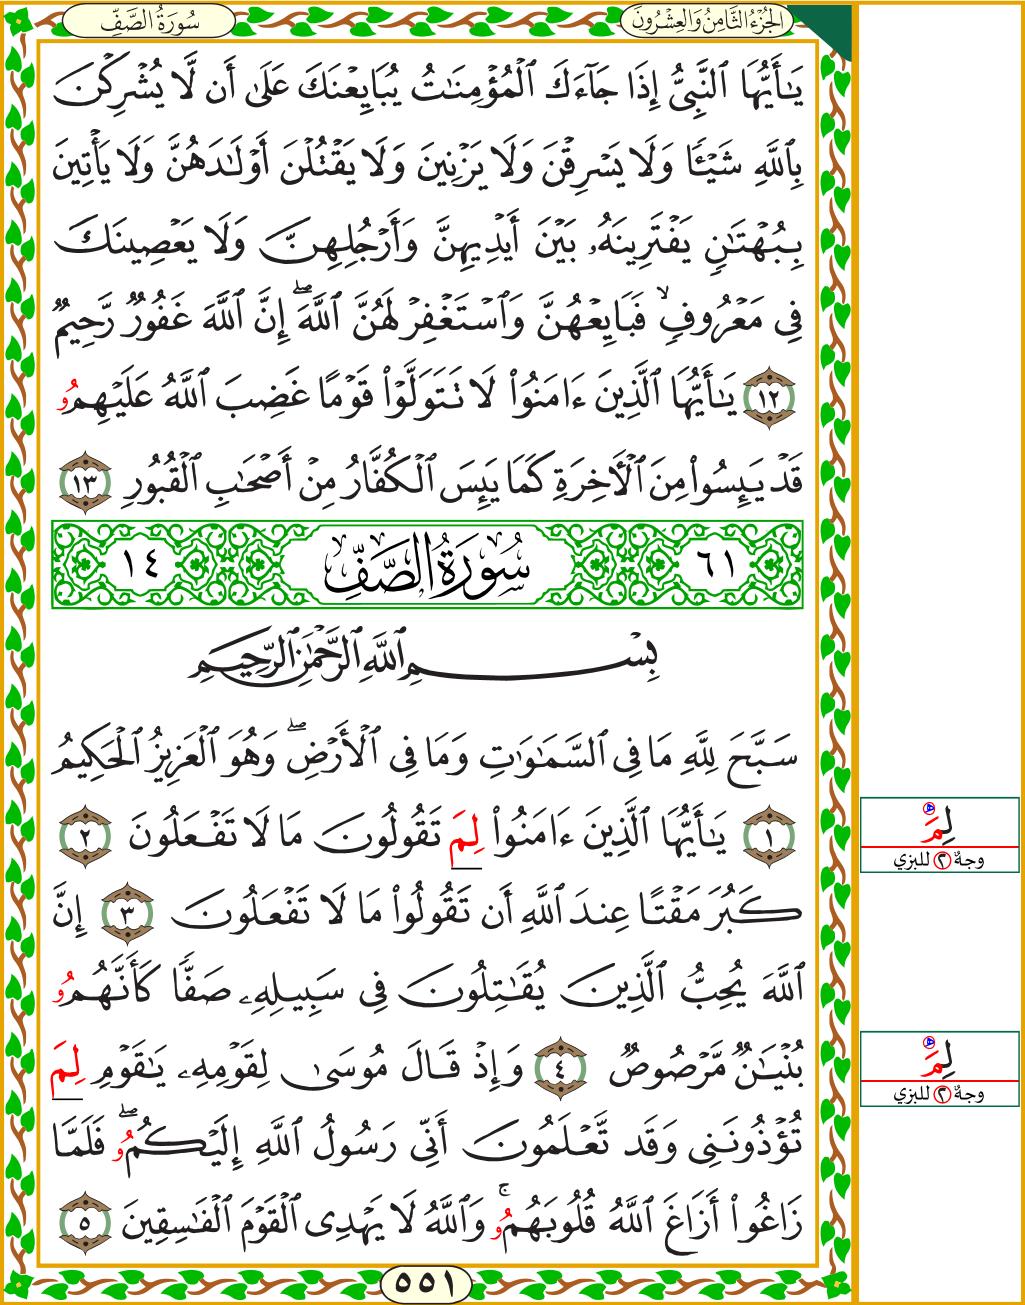 سُورَةُ الصَّفِّ
الجُزْءُ الثَّامِنُ وَالعِشْرُونَ
يَٰٓأَيُّهَا ٱلنَّبِىُّ إِذَا جَآءَكَ ٱلْمُؤْمِنَٰتُ يُبَايِعْنَكَ عَلَىٰٓ أَن لَّا يُشْرِكْنَ
بِٱللَّهِ شَيْـًٔا وَلَا يَسْرِقْنَ وَلَا يَزْنِينَ وَلَا يَقْتُلْنَ أَوْلَٰدَهُنَّ وَلَا يَأْتِينَ
بِبُهْتَٰنٍ يَفْتَرِينَهُۥ بَيْنَ أَيْدِيهِنَّ وَأَرْجُلِهِنَّ وَلَا يَعْصِينَكَ
فِى مَعْرُوفٍ ۙ فَبَايِعْهُنَّ وَٱسْتَغْفِرْ لَهُنَّ ٱللَّهَ ۖ إِنَّ ٱللَّهَ غَفُورٌ رَّحِيمٌ
١٢ يَٰٓأَيُّهَا ٱلَّذِينَ ءَامَنُوا۟ لَا تَتَوَلَّوْا۟ قَوْمًا غَضِبَ ٱللَّهُ عَلَيْهِمُو
قَدْ يَئِسُوا۟ مِنَ ٱلْأَخِرَةِ كَمَا يَئِسَ ٱلْكُفَّارُ مِنْ أَصْحَٰبِ ٱلْقُبُورِ ١٣
٦١ سُورَةُ الصَّفِّ ١٤
بِسْمِ ٱللَّهِ ٱلرَّحْمَٰنِ ٱلرَّحِيمِ
سَبَّحَ لِلَّهِ مَا فِى ٱلسَّمَٰوَٰتِ وَمَا فِى ٱلْأَرْضِ ۖ وَهُوَ ٱلْعَزِيزُ ٱلْحَكِيمُ
١ يَٰٓأَيُّهَا ٱلَّذِينَ ءَامَنُوا۟ لِمَ تَقُولُونَ مَا لَا تَفْعَلُونَ ٢
كَبُرَ مَقْتًا عِندَ ٱللَّهِ أَن تَقُولُوا۟ مَا لَا تَفْعَلُونَ ٣ إِنَّ
ٱللَّهَ يُحِبُّ ٱلَّذِينَ يُقَٰتِلُونَ فِى سَبِيلِهِۦ صَفًّا كَأَنَّهُمُو
بُنْيَٰنٌ مَّرْصُوصٌ ٤ وَإِذْ قَالَ مُوسَىٰ لِقَوْمِهِۦ يَٰقَوْمِ لِمَ
تُؤْذُونَنِى وَقَد تَّعْلَمُونَ أَنِّى رَسُولُ ٱللَّهِ إِلَيْكُمُو ۖ فَلَمَّا
زَاغُوٓا۟ أَزَاغَ ٱللَّهُ قُلُوبَهُمُو ۚ وَٱللَّهُ لَا يَهْدِى ٱلْقَوْمَ ٱلْفَٰسِقِينَ ٥
٥٥١
لِمَهْ
وجهٌ ٢ للبزي
لِمَهْ
وجهٌ ٢ للبزي